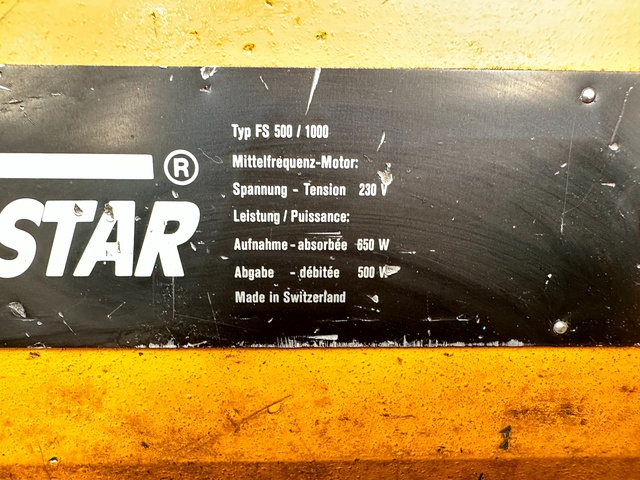 Typ FS 500 / 1000
Mittelfrequenz-Motor:
Spannung - Tension 230 V
Leistung / Puissance:
Aufnahme - absorbée 650 W
Abgabe - débitée 500
Made in Switzerland
®
STAR